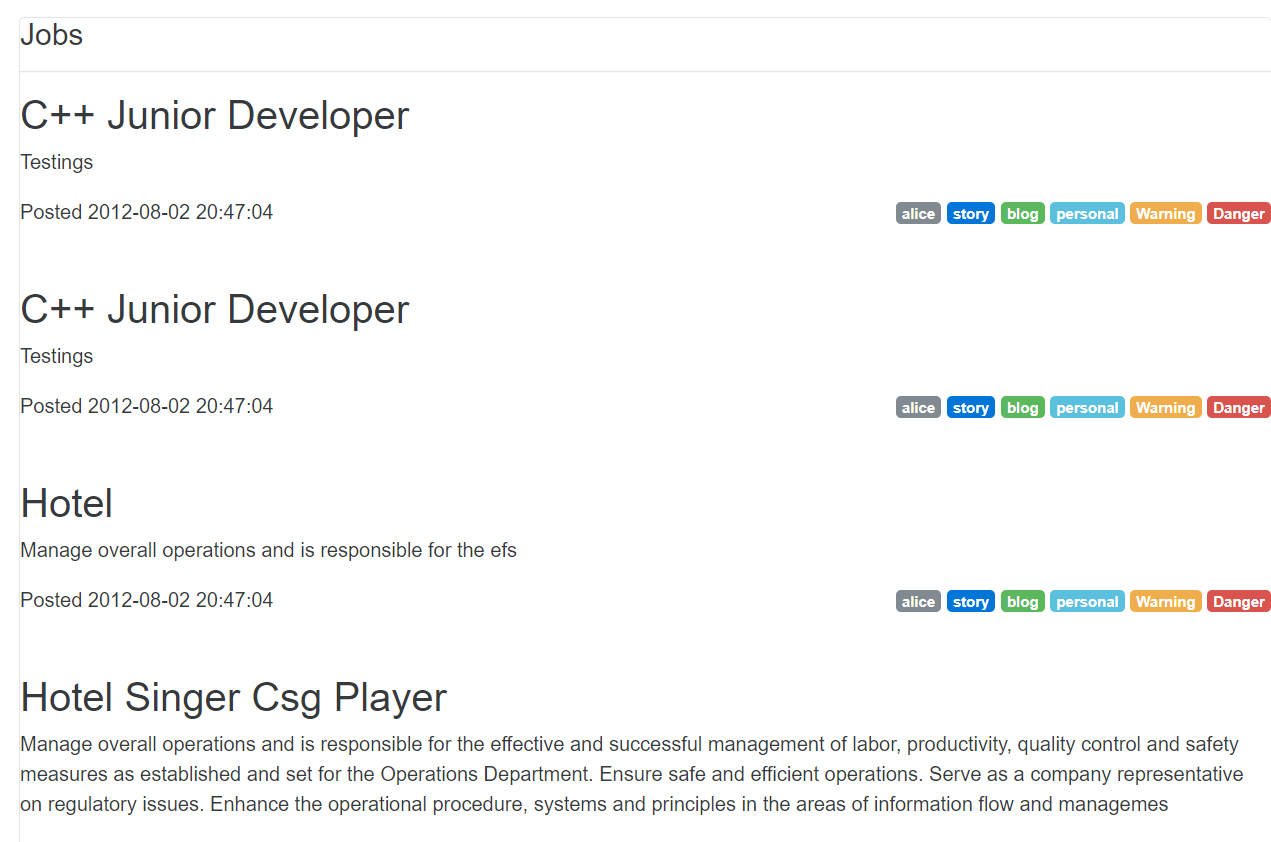 Jobs
C++ Junior Developer
Testings
Posted 2012-08-02 20:47:04 alice story blog personal Warning Danger
C++ Junior Developer
Testings
Posted 2012-08-02 20:47:04 alice story blog personal Warning Danger
Hotel
Manage overall operations and is responsible for the efs
Posted 2012-08-02 20:47:04 alice story blog personal Warning Danger
Hotel Singer Csg Player
Manage overall operations and is responsible for the effective and successful management of labor, productivity, quality control and safety
measures as established and set for the Operations Department. Ensure safe and efficient operations. Serve as a company representative
on regulatory issues. Enhance the operational procedure, systems and principles in the areas of information flow and managemes